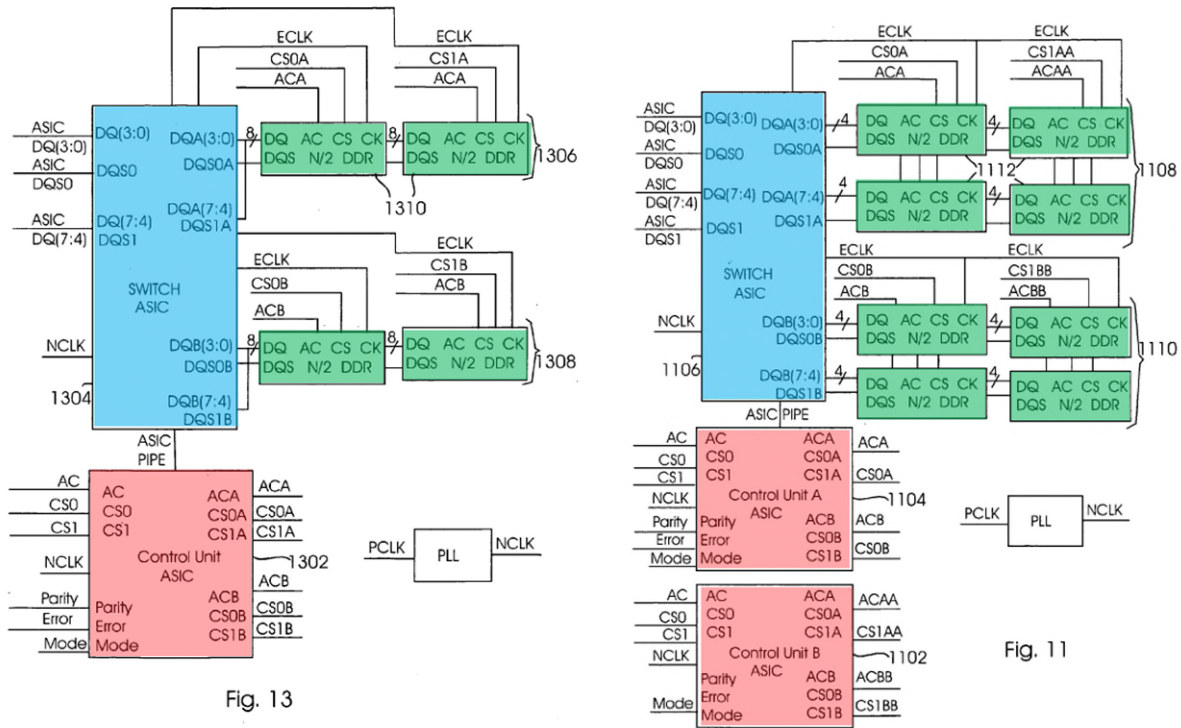 ECLK
ECLK
CS0A
CS1A
ACA
ACA
ASIC
DQ(3:0)
ASIC
DQS0
ASIC
DQ(7:4)
DQ(3:0)
DQS0
DQ(7:4)
DQS1
DQA(3:0)
DQS0A
DQA(7:4)
DQS1A
8
DQ AC CS CK
DQS N/2 DDR
8
DQ AC CS CK
DQS N/2 DDR
1306
1310
SWITCH
ASIC
ECLK
ECLK
CS0B
CS1B
ACB
ACB
NCLK
1304
DQB(3:0)
DQS0B
DQB(7:4)
DQS1B
8
DQ AC CS CK
DQS N/2 DDR
8
DQ AC CS CK
DQS N/2 DDR
1308
ASIC
PIPE
AC
CS0
CS1
NCLK
Parity
Error
Mode
AC
CS0
CS1
Control Unit
ASIC
Parity
Error
Mode
ACA
CS0A
CS1A
ACB
CS0B
CS1B
ACA
CS0A
CS1A
1302
ACB
CS0B
CS1B
PCLK
PLL
NCLK
Fig. 13
ECLK
ECLK
CS0A
CS1AA
ACA
ACAA
ASIC
DQ(3:0)
ASIC
DQS0
ASIC
DQ(7:4)
ASIC
DQS1
DQ(3:0)
DQS0
DQ(7:4)
DQS1
DQA(3:0)
DQS0A
DQA(7:4)
DQS1A
4
DQ AC CS CK
DQS N/2 DDR
4
DQ AC CS CK
DQS N/2 DDR
1112
1108
4
DQ AC CS CK
DQS N/2 DDR
4
DQ AC CS CK
DQS N/2 DDR
SWITCH
ASIC
ECLK
ECLK
CS0B
CS1BB
ACB
ACBB
NCLK
1106
DQB(3:0)
DQS0B
DQB(7:4)
DQS1B
4
DQ AC CS CK
DQS N/2 DDR
4
DQ AC CS CK
DQS N/2 DDR
1110
4
DQ AC CS CK
DQS N/2 DDR
4
DQ AC CS CK
DQS N/2 DDR
ASIC PIPE
AC
CS0
CS1
NCLK
Parity
Error
Mode
AC
CS0
CS1
Control Unit A
ASIC
Parity
Error
Mode
ACA
CS0A
CS1A
ACB
CS0B
CS1B
ACA
CS0A
1104
ACB
CS0B
PCLK
PLL
NCLK
AC
CS0
CS1
NCLK
Mode
AC
CS0
CS1
Control Unit B
ASIC
Parity
Error
Mode
ACA
CS0A
CS1A
ACB
CS0B
CS1B
ACAA
CS1AA
1102
ACBB
CS1BB
Fig. 11